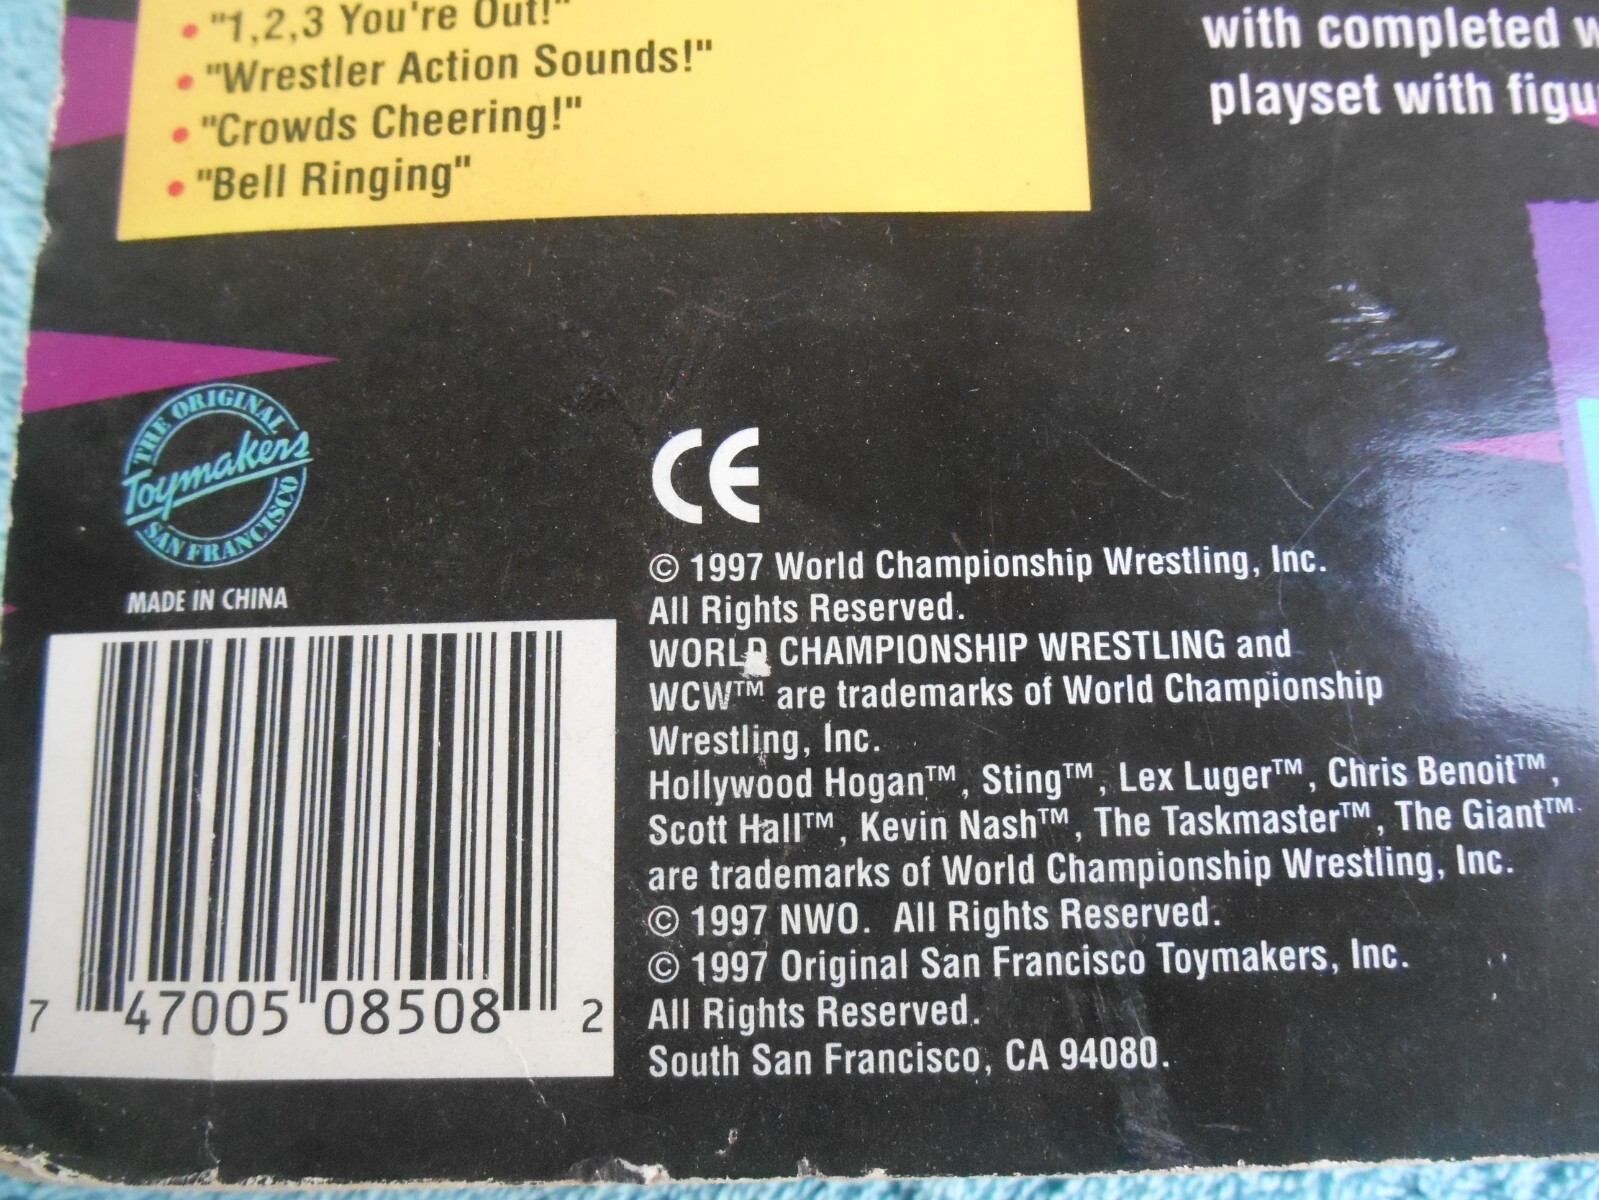 • "1,2,3 You're Out!"
• "Wrestler Action Sounds!"
• "Crowds Cheering!"
• "Bell Ringing"
with completed
playset with
THE ORIGINAL
Toymakers
SAN FRANCISCO
MADE IN CHINA
7 47005 08508 2
CE
© 1997 World Championship Wrestling, Inc.
All Rights Reserved.
WORLD CHAMPIONSHIP WRESTLING and
WCW™ are trademarks of World Championship
Wrestling, Inc.
Hollywood Hogan™, Sting™, Lex Luger™, Chris Benoit™,
Scott Hall™, Kevin Nash™, The Taskmaster™, The Giant™
are trademarks of World Championship Wrestling, Inc.
© 1997 NWO. All Rights Reserved.
© 1997 Original San Francisco Toymakers, Inc.
All Rights Reserved.
South San Francisco, CA 94080.